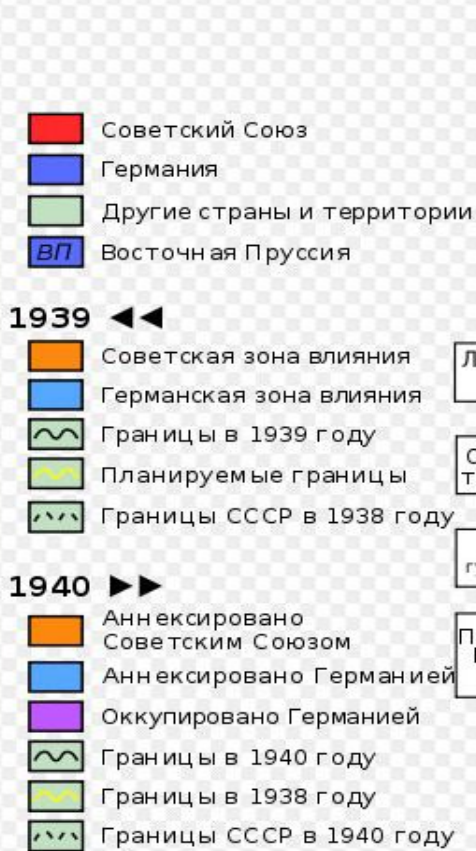 Советский Союз
Германия
Другие страны и территории
ВП Восточная Пруссия
1939 ◄◄
Советская зона влияния
Германская зона влияния
Границы в 1939 году
Планируемые границы
Границы СССР в 1938 году
1940 ►►
Аннексировано
Советским Союзом
Аннексировано Германией
Оккупировано Германией
Границы в 1940 году
Границы в 1938 году
Границы СССР в 1940 году